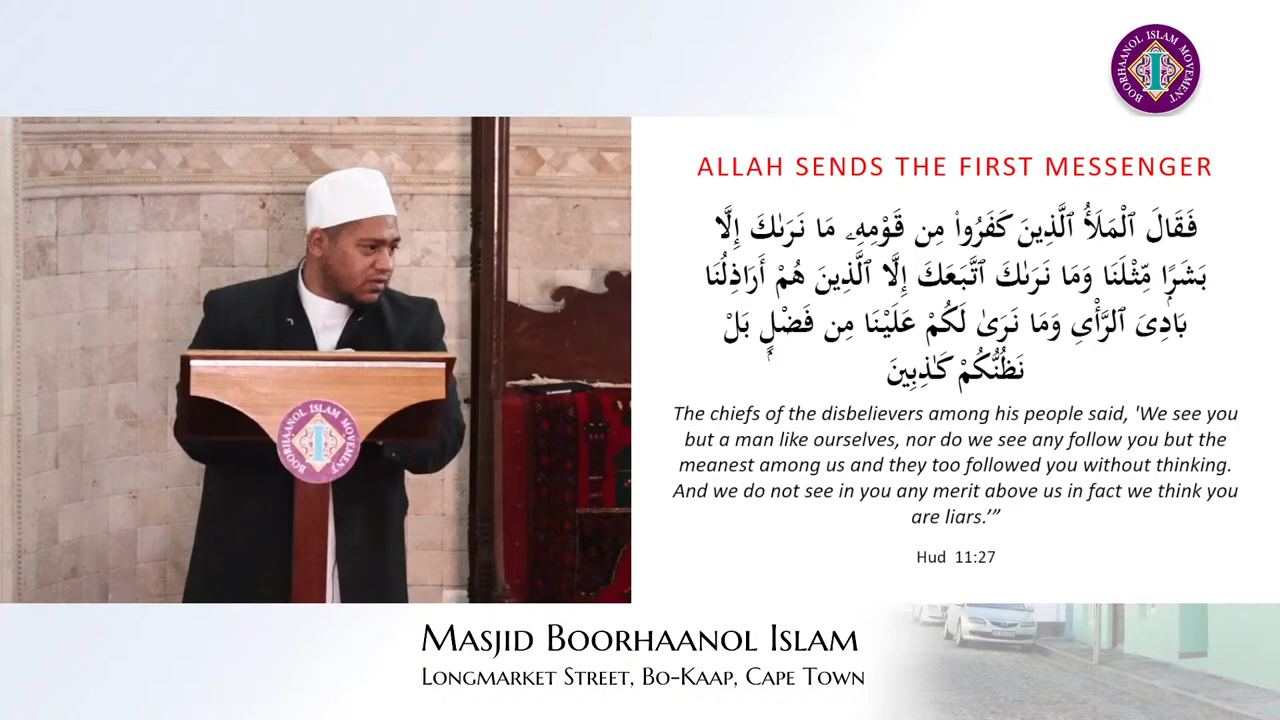 BOORHAANOL ISLAM MOVEMENT
ALLAH SENDS THE FIRST MESSENGER
فَقَالَ ٱلْمَلَأُ ٱلَّذِينَ كَفَرُوا۟ مِن قَوْمِهِۦ مَا نَرَىٰكَ إِلَّا
بَشَرًا مِّثْلَنَا وَمَا نَرَىٰكَ ٱتَّبَعَكَ إِلَّا ٱلَّذِينَ هُمْ أَرَاذِلُنَا
بَادِىَ ٱلرَّأْىِ وَمَا نَرَىٰ لَكُمْ عَلَيْنَا مِن فَضْلٍۭ بَلْ
نَظُنُّكُمْ كَـٰذِبِينَ
The chiefs of the disbelievers among his people said, 'We see you
but a man like ourselves, nor do we see any follow you but the
meanest among us and they too followed you without thinking.
And we do not see in you any merit above us in fact we think you
are liars.’”
Hud 11:27
BOORHAANOL ISLAM MOVEMENT
MASJID BOORHAANOL ISLAM
LONGMARKET STREET, BO-KAAP, CAPE TOWN